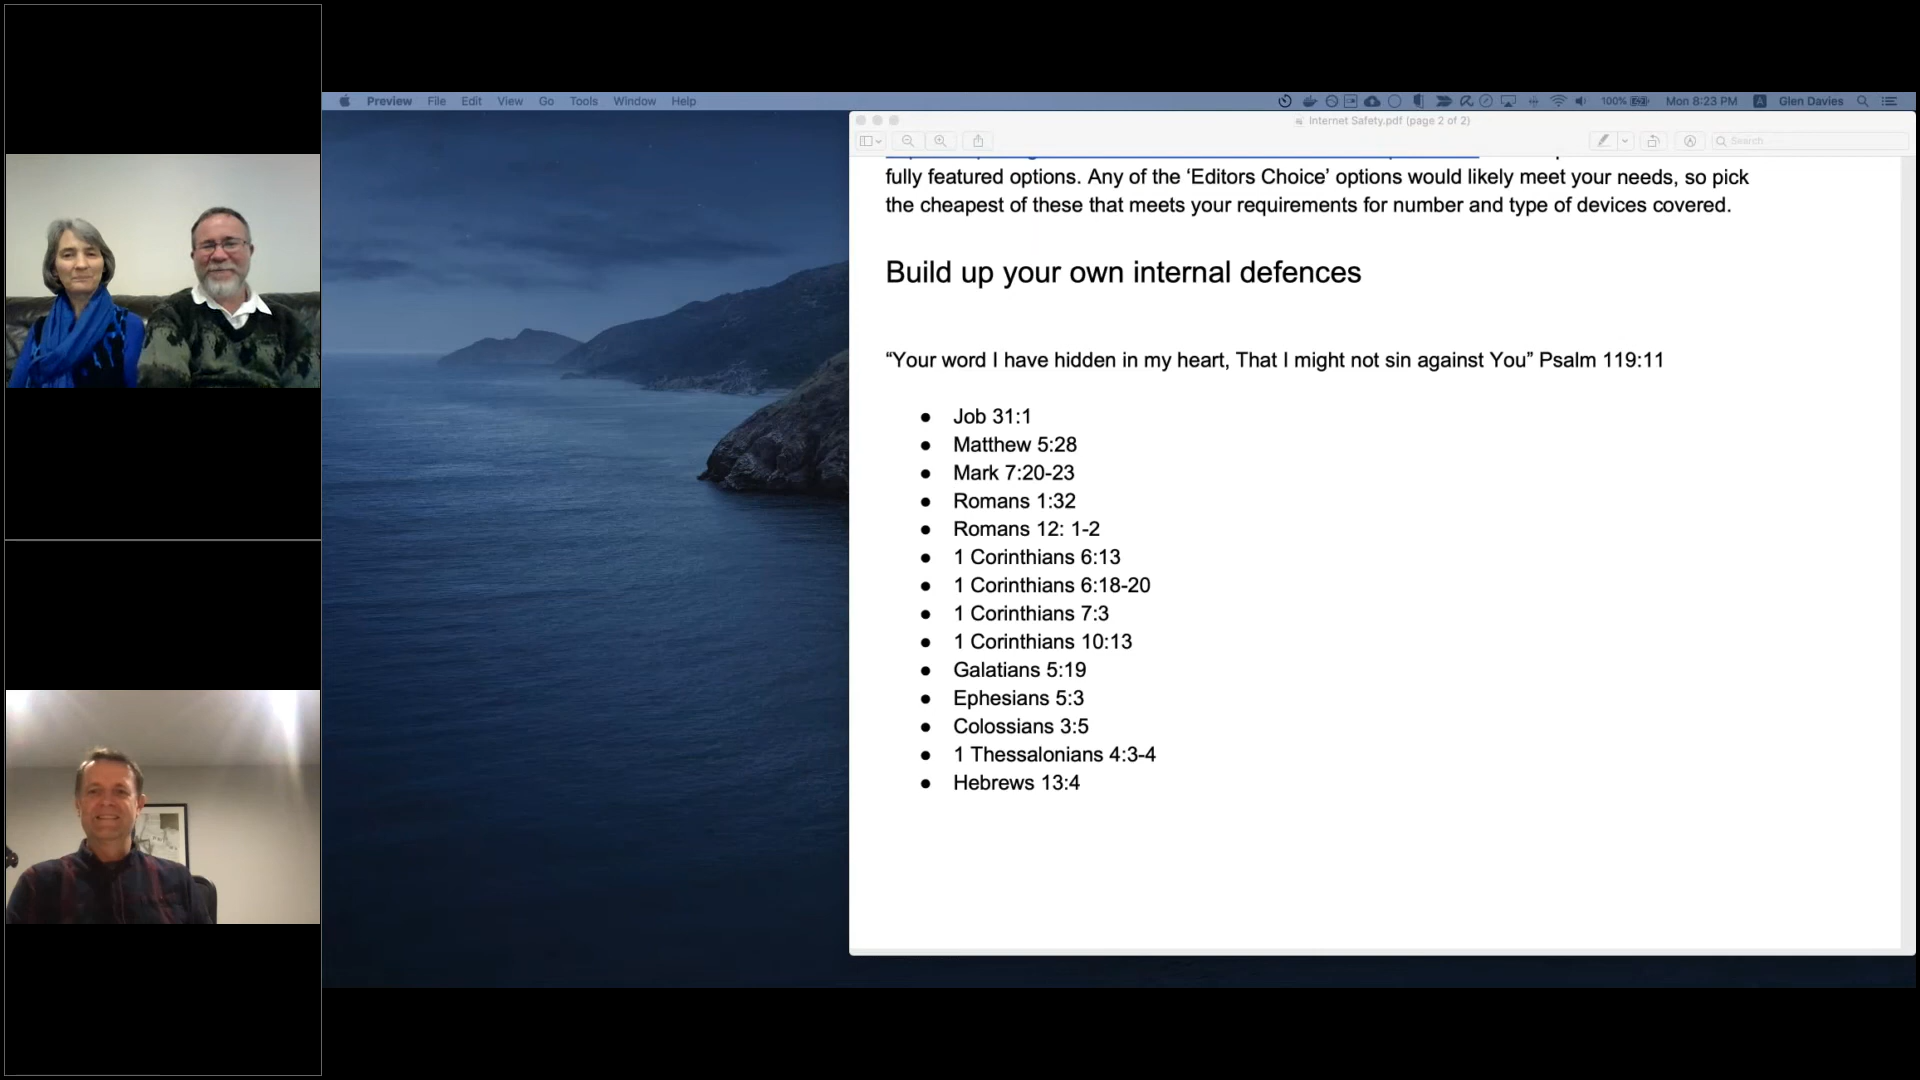 Preview File Edit View Go Tools Window Help
100% Mon 8:23 PM A Glen Davies
Internet Safety.pdf (page 2 of 2)
Search
fully featured options. Any of the ‘Editors Choice’ options would likely meet your needs, so pick
the cheapest of these that meets your requirements for number and type of devices covered.
Build up your own internal defences
“Your word I have hidden in my heart, That I might not sin against You” Psalm 119:11
● Job 31:1
● Matthew 5:28
● Mark 7:20-23
● Romans 1:32
● Romans 12: 1-2
● 1 Corinthians 6:13
● 1 Corinthians 6:18-20
● 1 Corinthians 7:3
● 1 Corinthians 10:13
● Galatians 5:19
● Ephesians 5:3
● Colossians 3:5
● 1 Thessalonians 4:3-4
● Hebrews 13:4